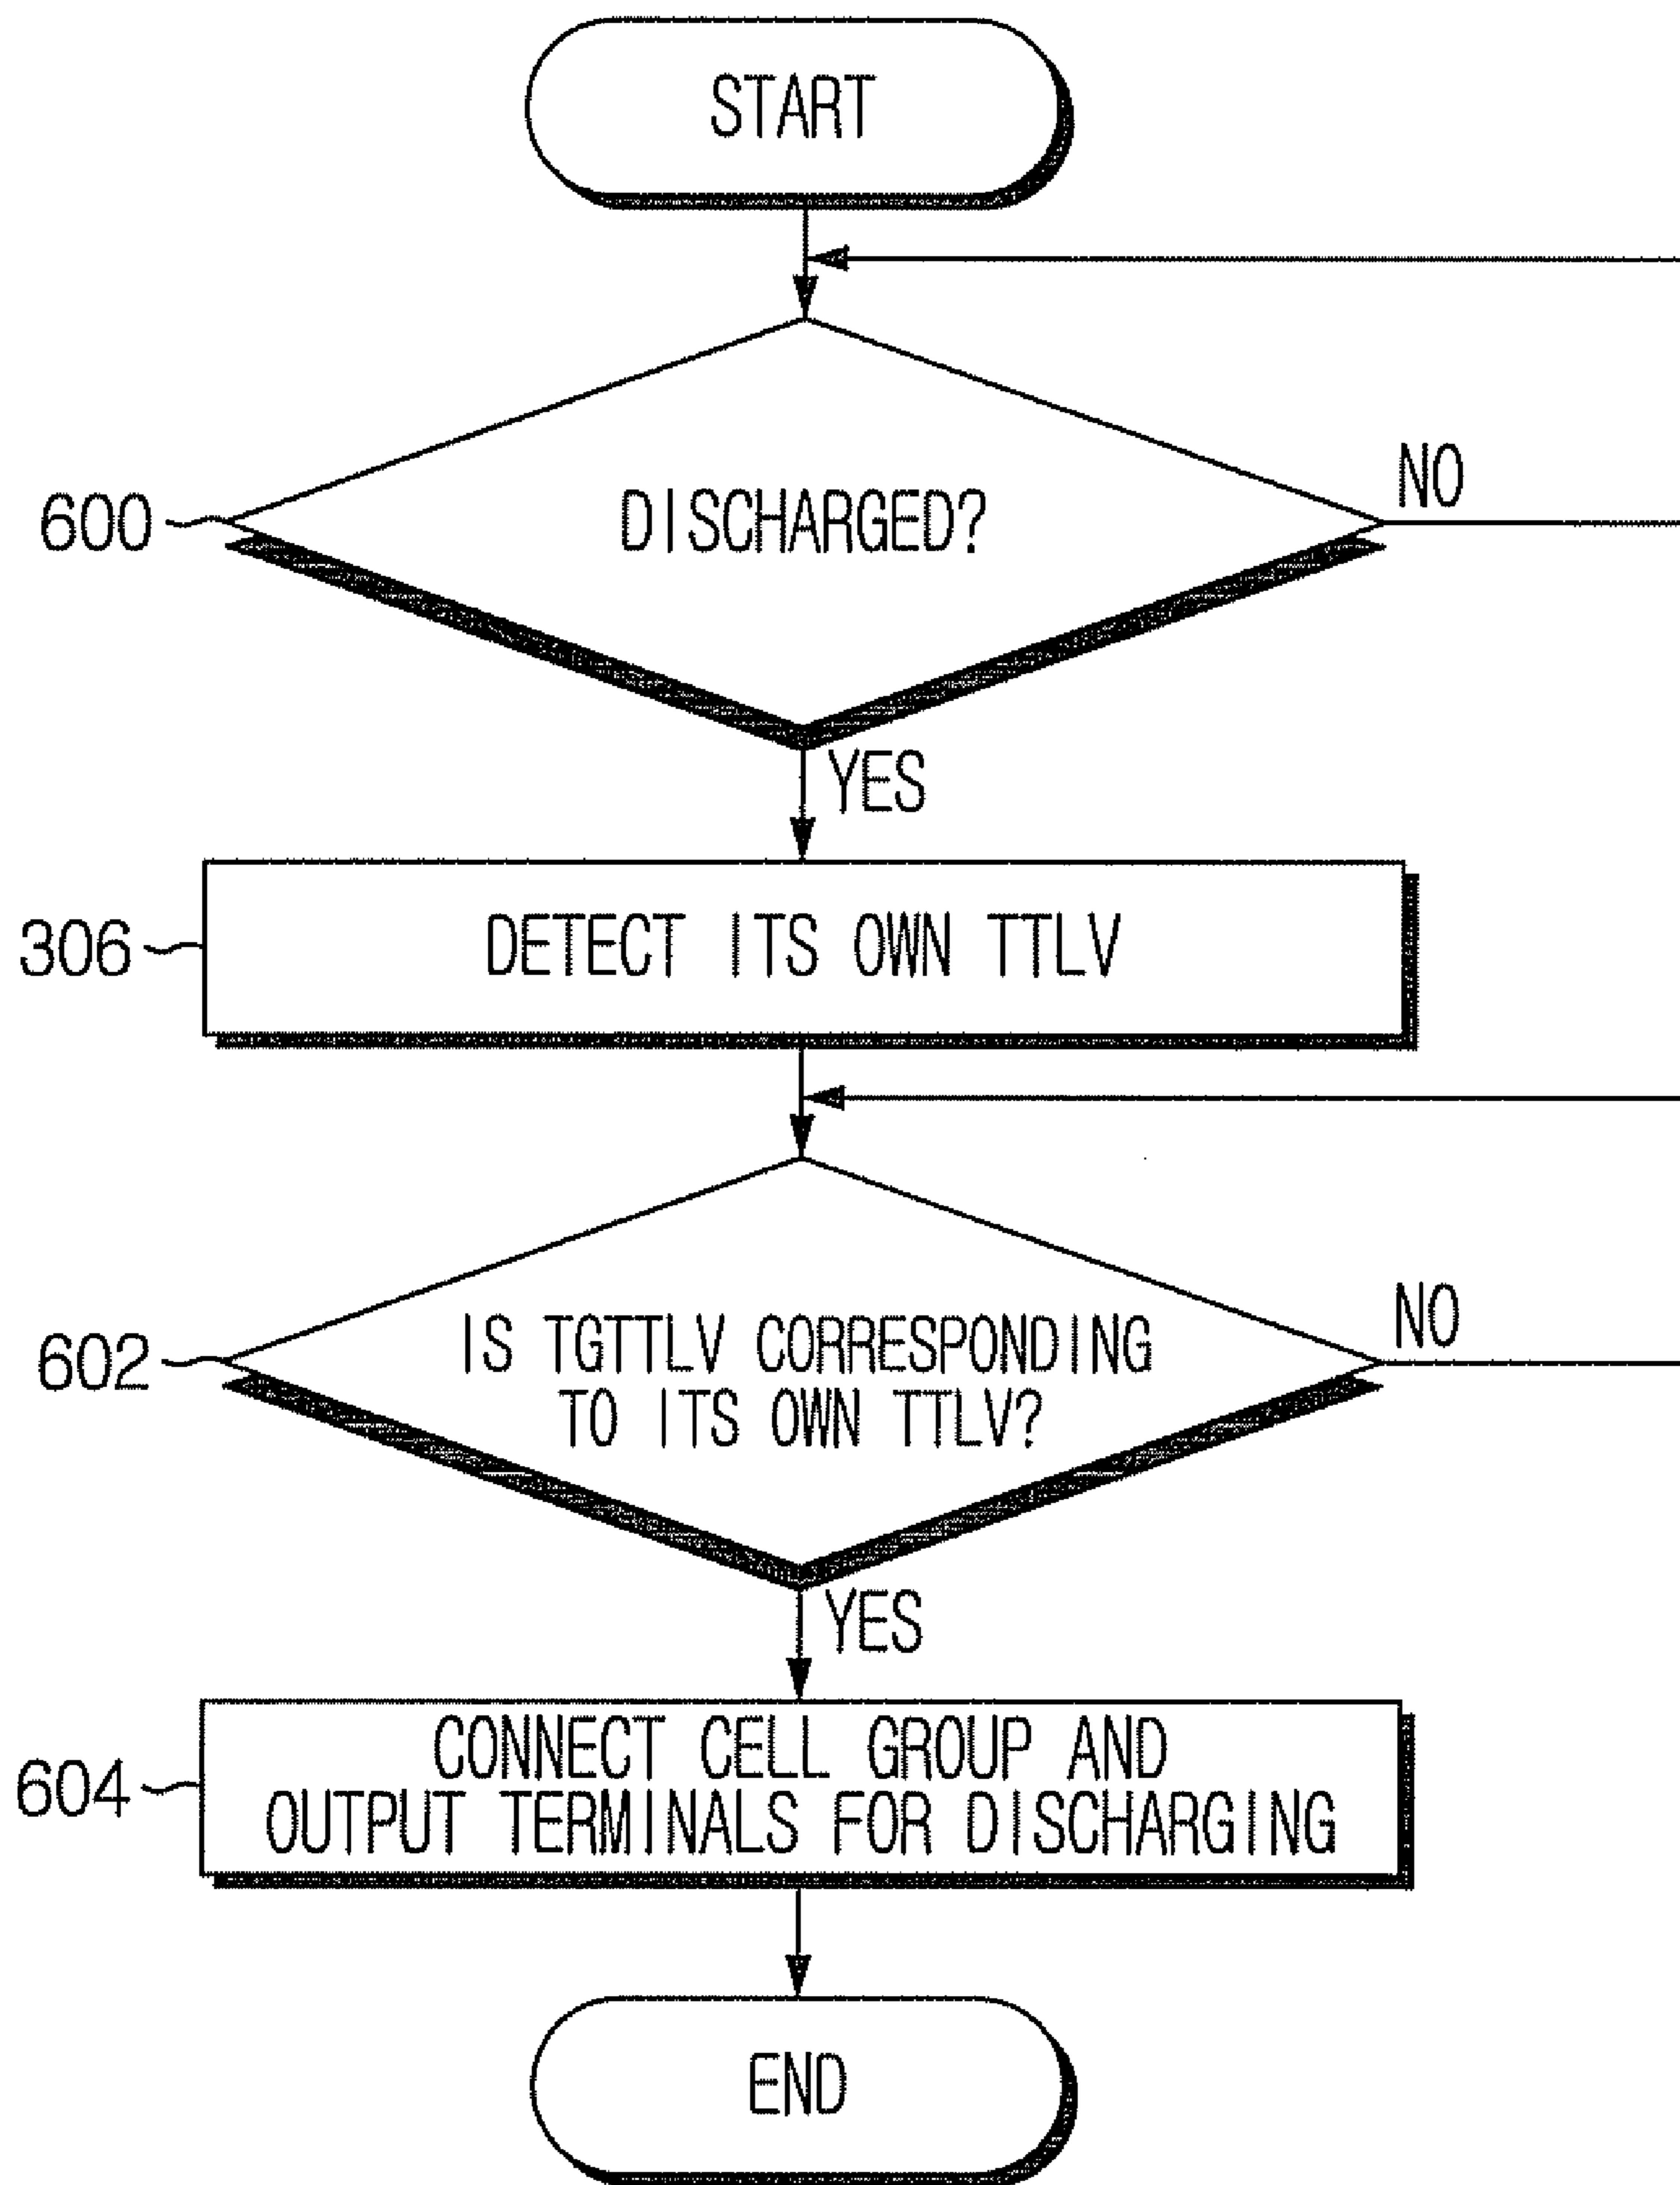 START
DISCHARGED?
NO
600
YES
DETECT ITS OWN TTLV
306
IS TGTTLV CORRESPONDING
TO ITS OWN TTLV?
NO
602
YES
CONNECT CELL GROUP AND
OUTPUT TERMINALS FOR DISCHARGING
604
END